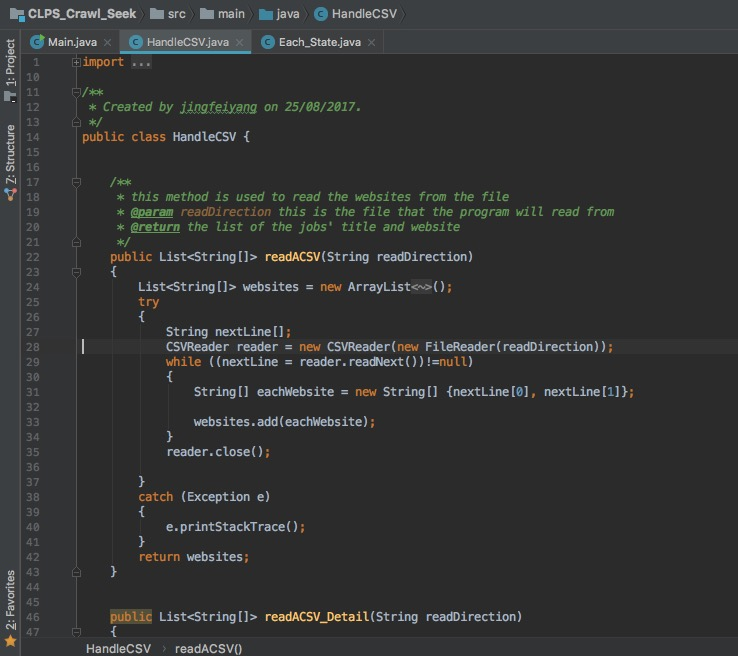 CLPS_Crawl_Seek src main java HandleCSV
Main.java HandleCSV.java Each_State.java
1: Project
7: Structure
2: Favorites
1 import ...
10
11 /**
12 * Created by jingfeiyang on 25/08/2017.
13 */
14 public class HandleCSV {
15
16
17 /**
18 * this method is used to read the websites from the file
19 * @param readDirection this is the file that the program will read from
20 * @return the list of the jobs' title and website
21 */
22 public List<String[]> readACSV(String readDirection)
23 {
24 List<String[]> websites = new ArrayList<~>();
25 try
26 {
27 String nextLine[];
28 CSVReader reader = new CSVReader(new FileReader(readDirection));
29 while ((nextLine = reader.readNext())!=null)
30 {
31 String[] eachWebsite = new String[] {nextLine[0], nextLine[1]};
32
33 websites.add(eachWebsite);
34 }
35 reader.close();
36
37 }
38 catch (Exception e)
39 {
40 e.printStackTrace();
41 }
42 return websites;
43 }
44
45
46 public List<String[]> readACSV_Detail(String readDirection)
47 {
HandleCSV readACSV()